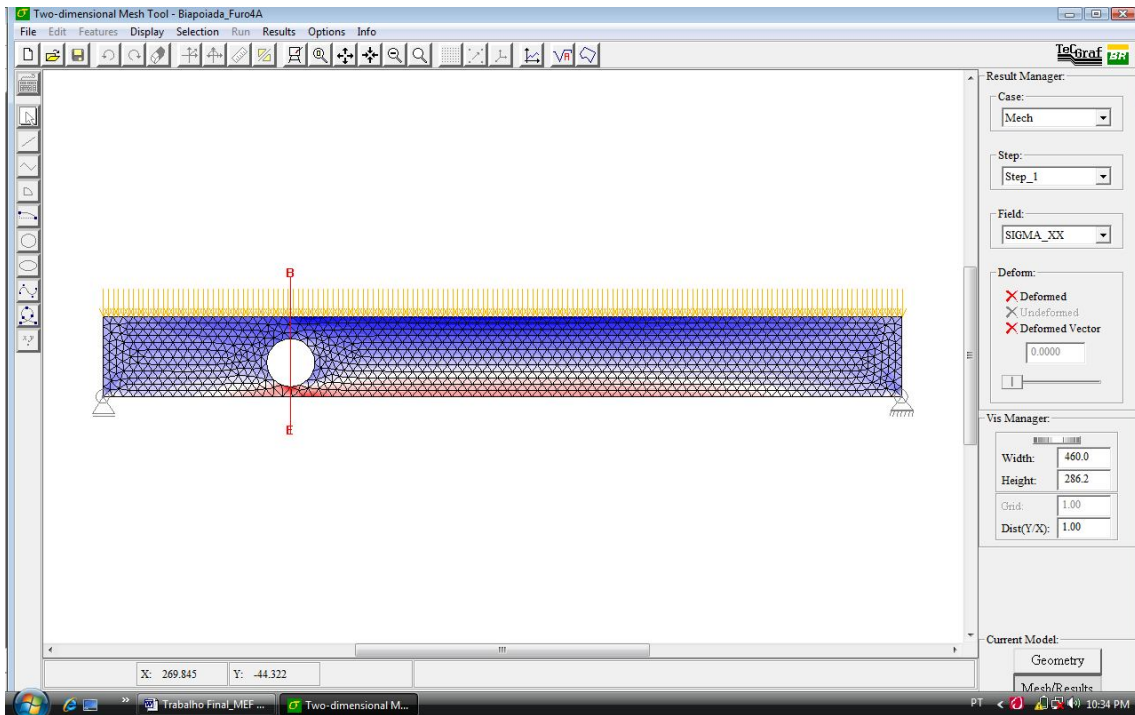 Two-dimensional Mesh Tool - Biapoiada_Furo4A
File Edit Features Display Selection Run Results Options Info
TeCGraf BR
Result Manager:
Case:
Mech
Step:
Step_1
Field:
SIGMA_XX
Deform:
Deformed
Undeformed
Deformed Vector
0.0000
B
E
Vis Manager:
Width: 460.0
Height: 286.2
Grid: 1.00
Dist(Y/X): 1.00
Current Model:
Geometry
Mesh/Results
X: 269.845 Y: -44.322
Trabalho Final_MEF ... Two-dimensional M... PT 10:34 PM